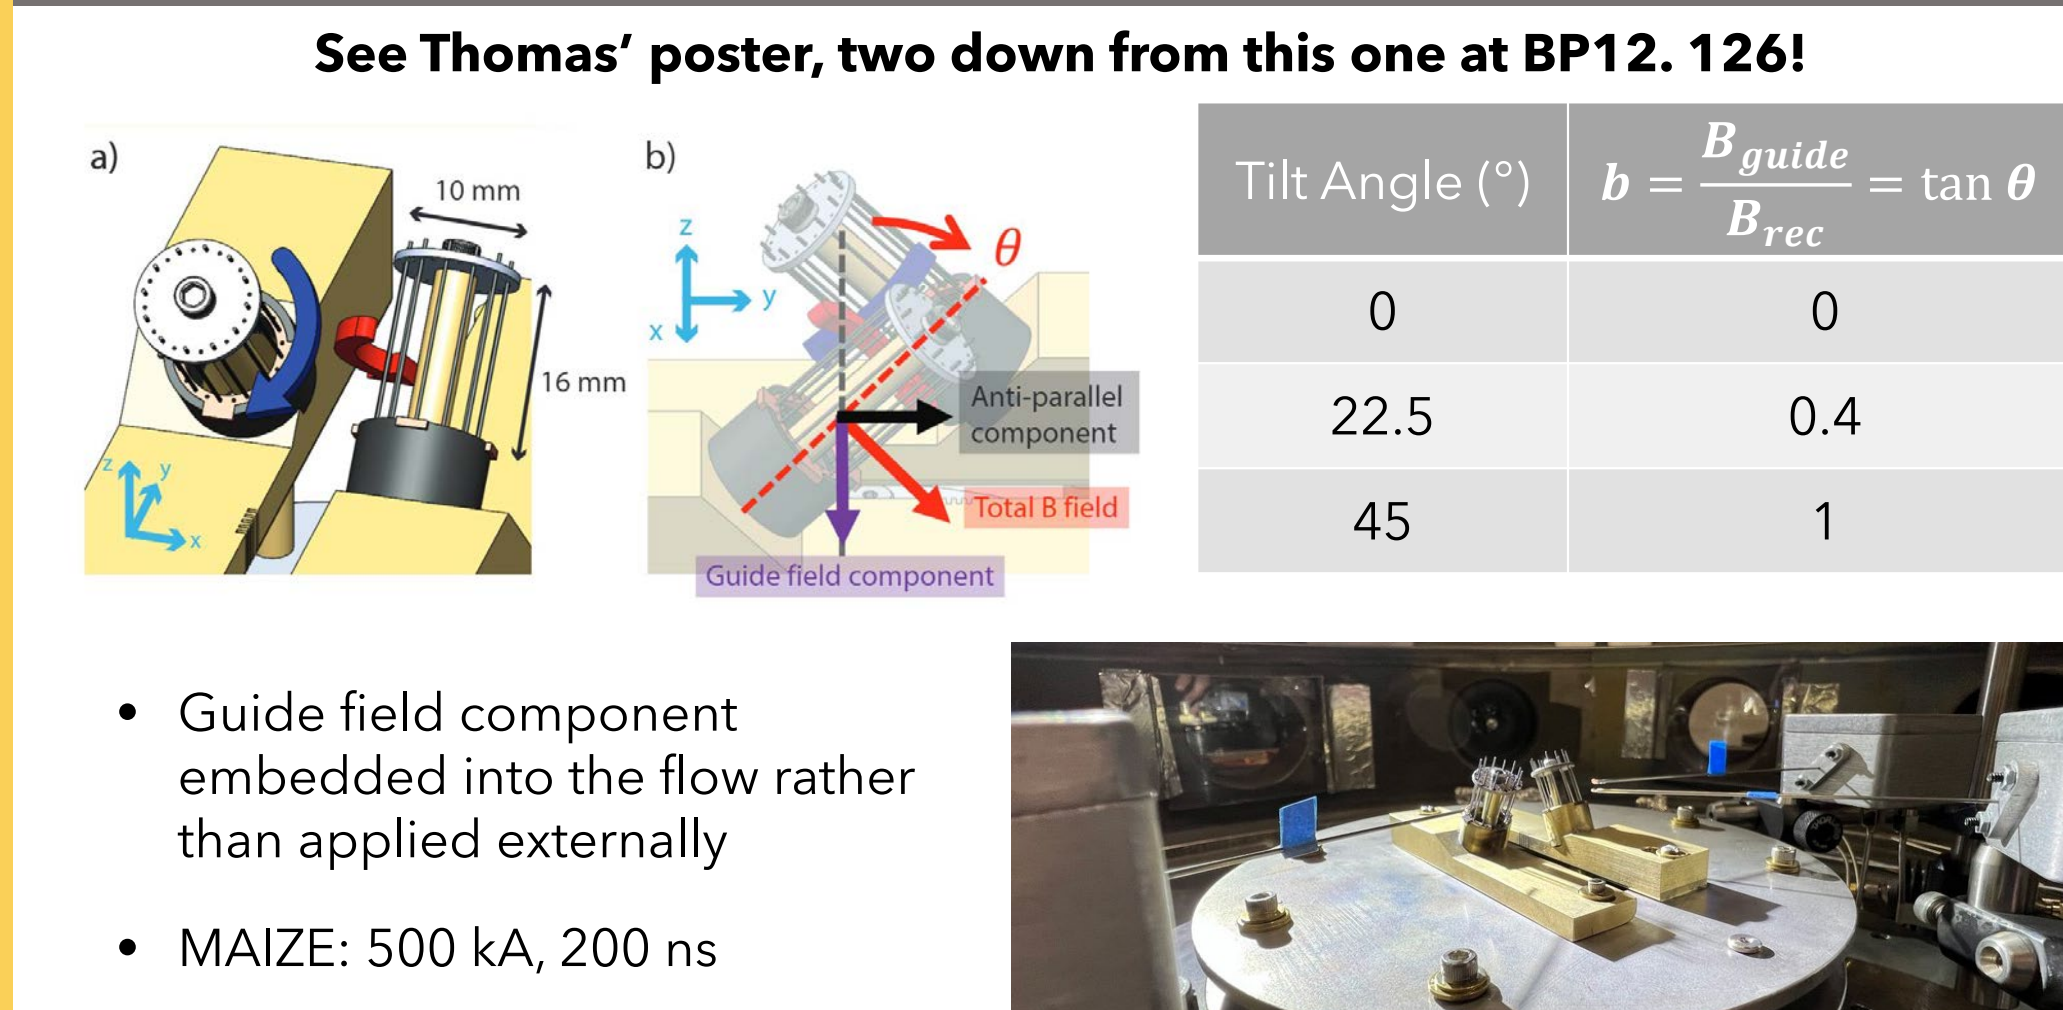 See Thomas’ poster, two down from this one at BP12. 126!
a)
10 mm
16 mm
z
y
x
b)
z
y
x
θ
Anti-parallel
component
Total B field
Guide field component
Tilt Angle (°)
b = B_guide / B_rec = tan θ
0 0
22.5 0.4
45 1
• Guide field component
embedded into the flow rather
than applied externally
• MAIZE: 500 kA, 200 ns